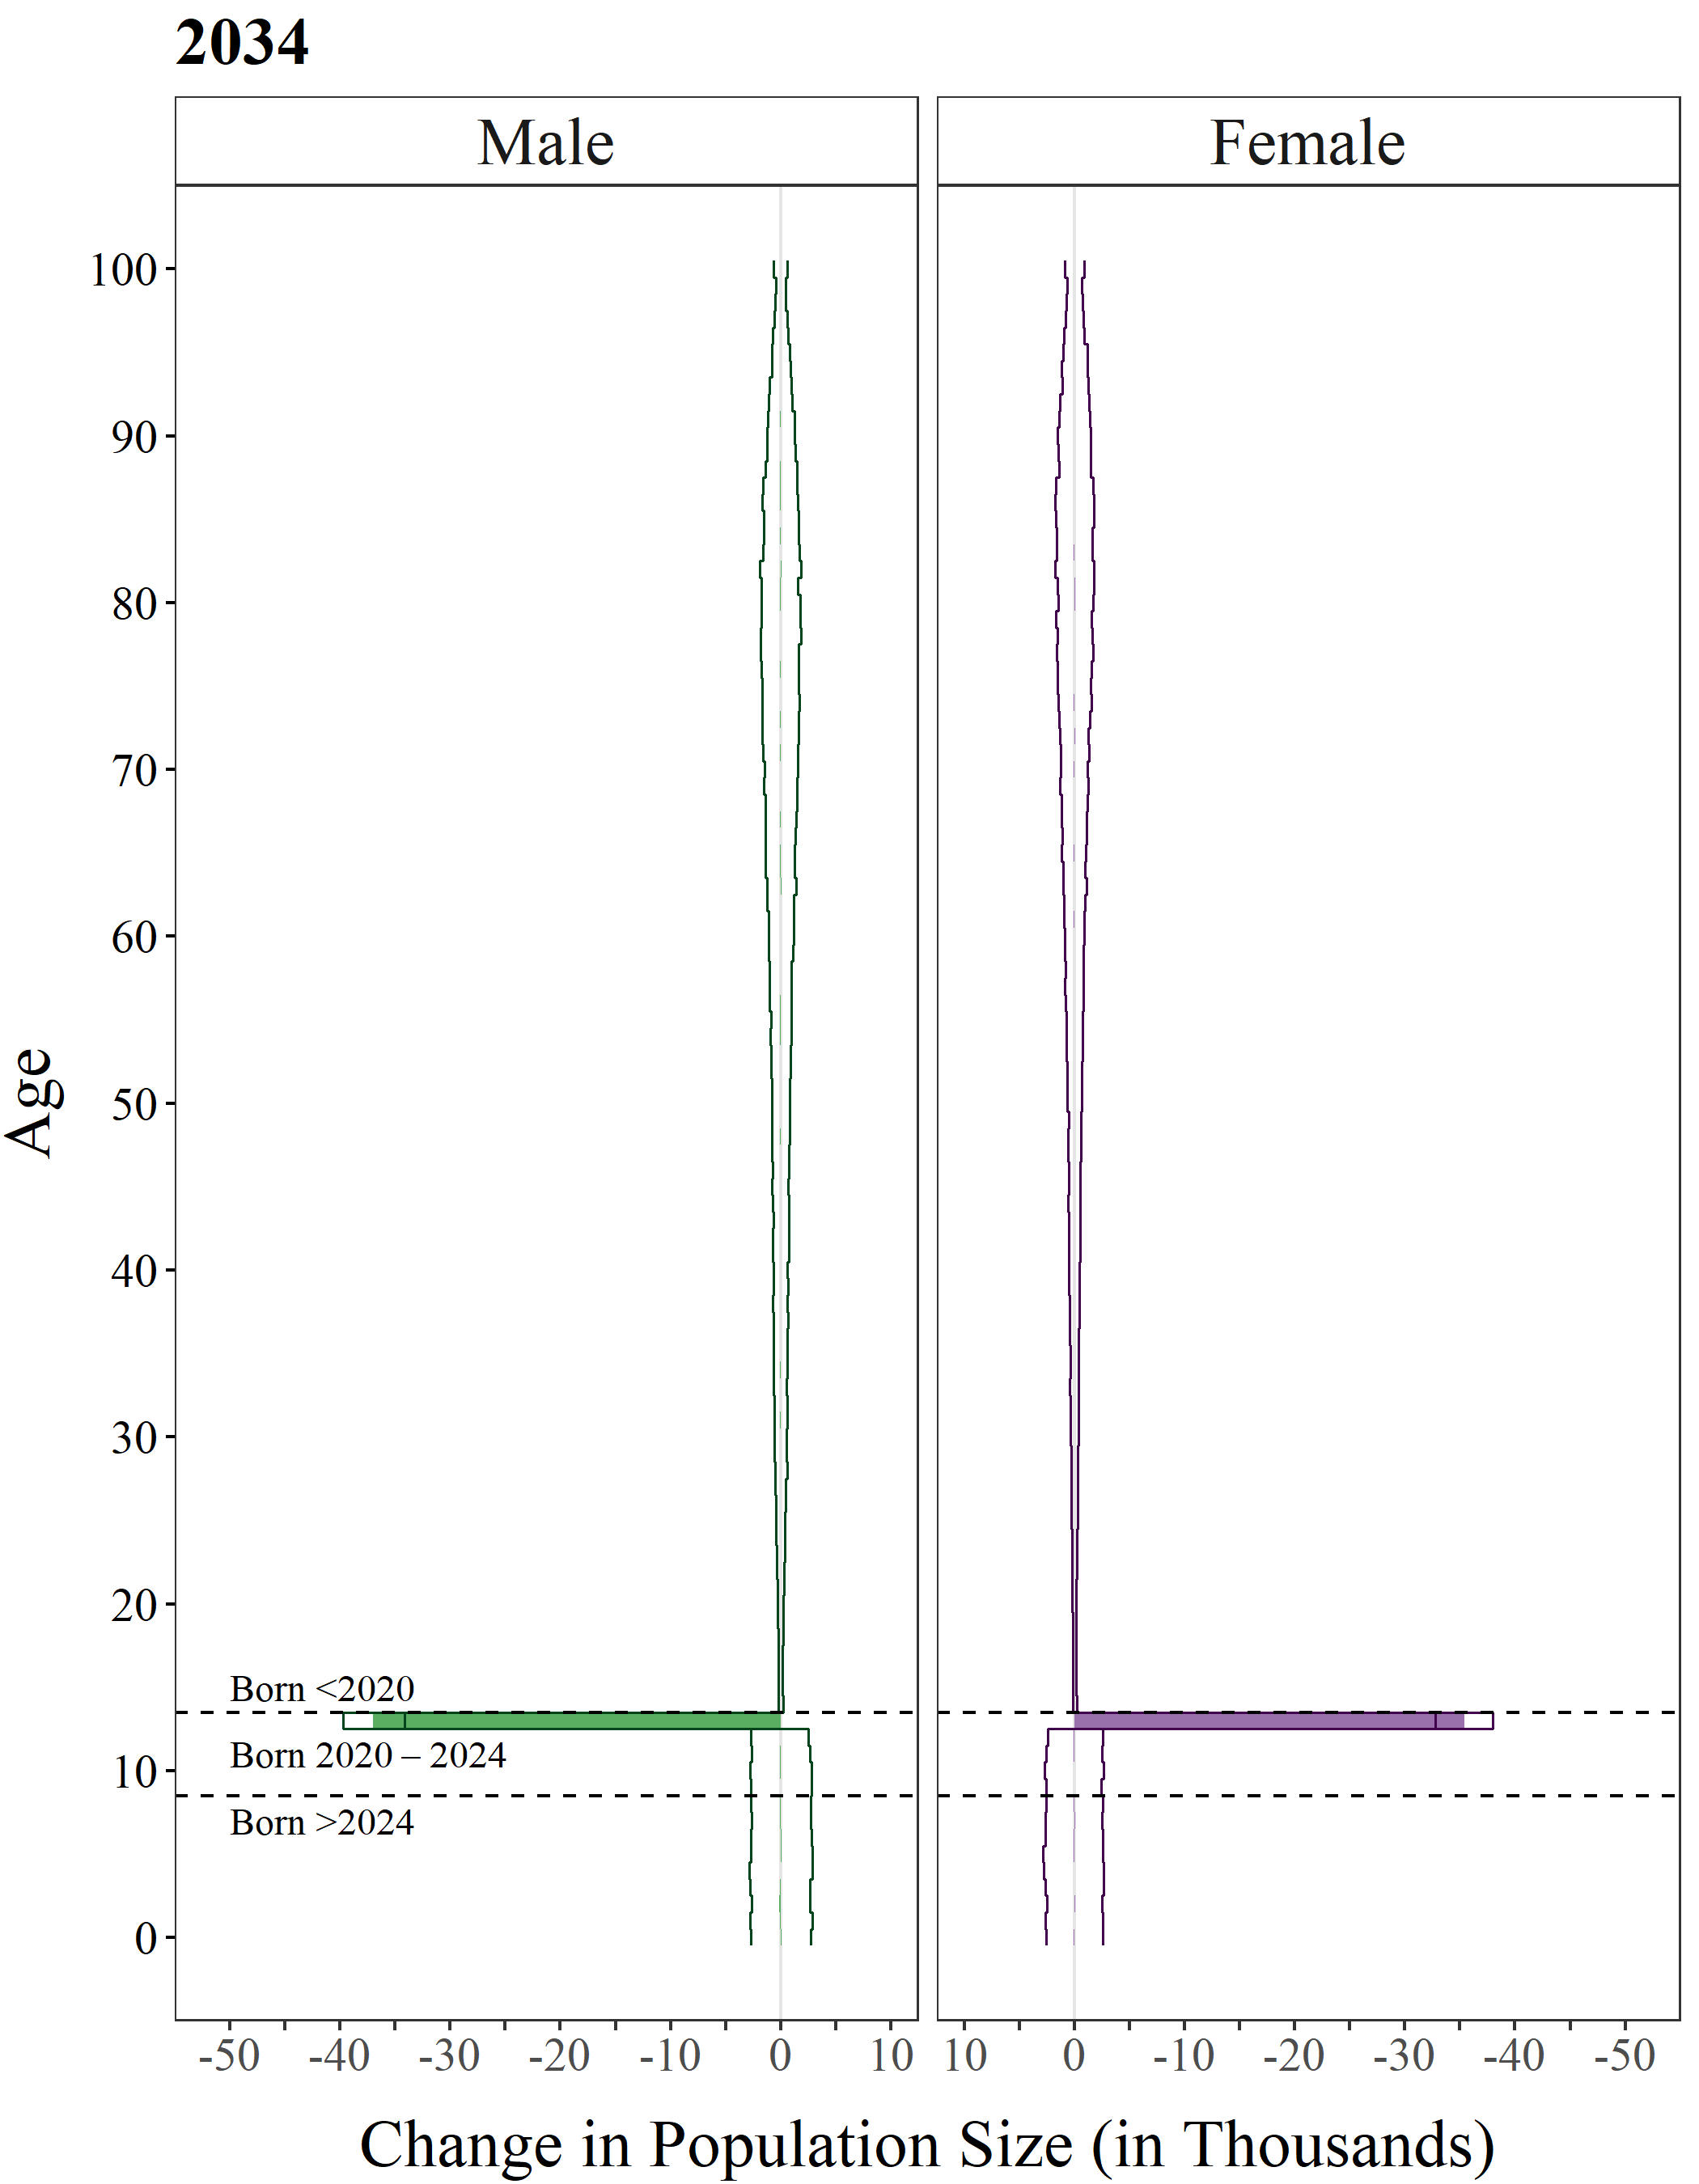 2034
Male
Female
100
90
80
70
60
50
40
30
20
10
0
Age
Born <2020
Born 2020 – 2024
Born >2024
-50 -40 -30 -20 -10 0 10
10 0 -10 -20 -30 -40 -50
Change in Population Size (in Thousands)